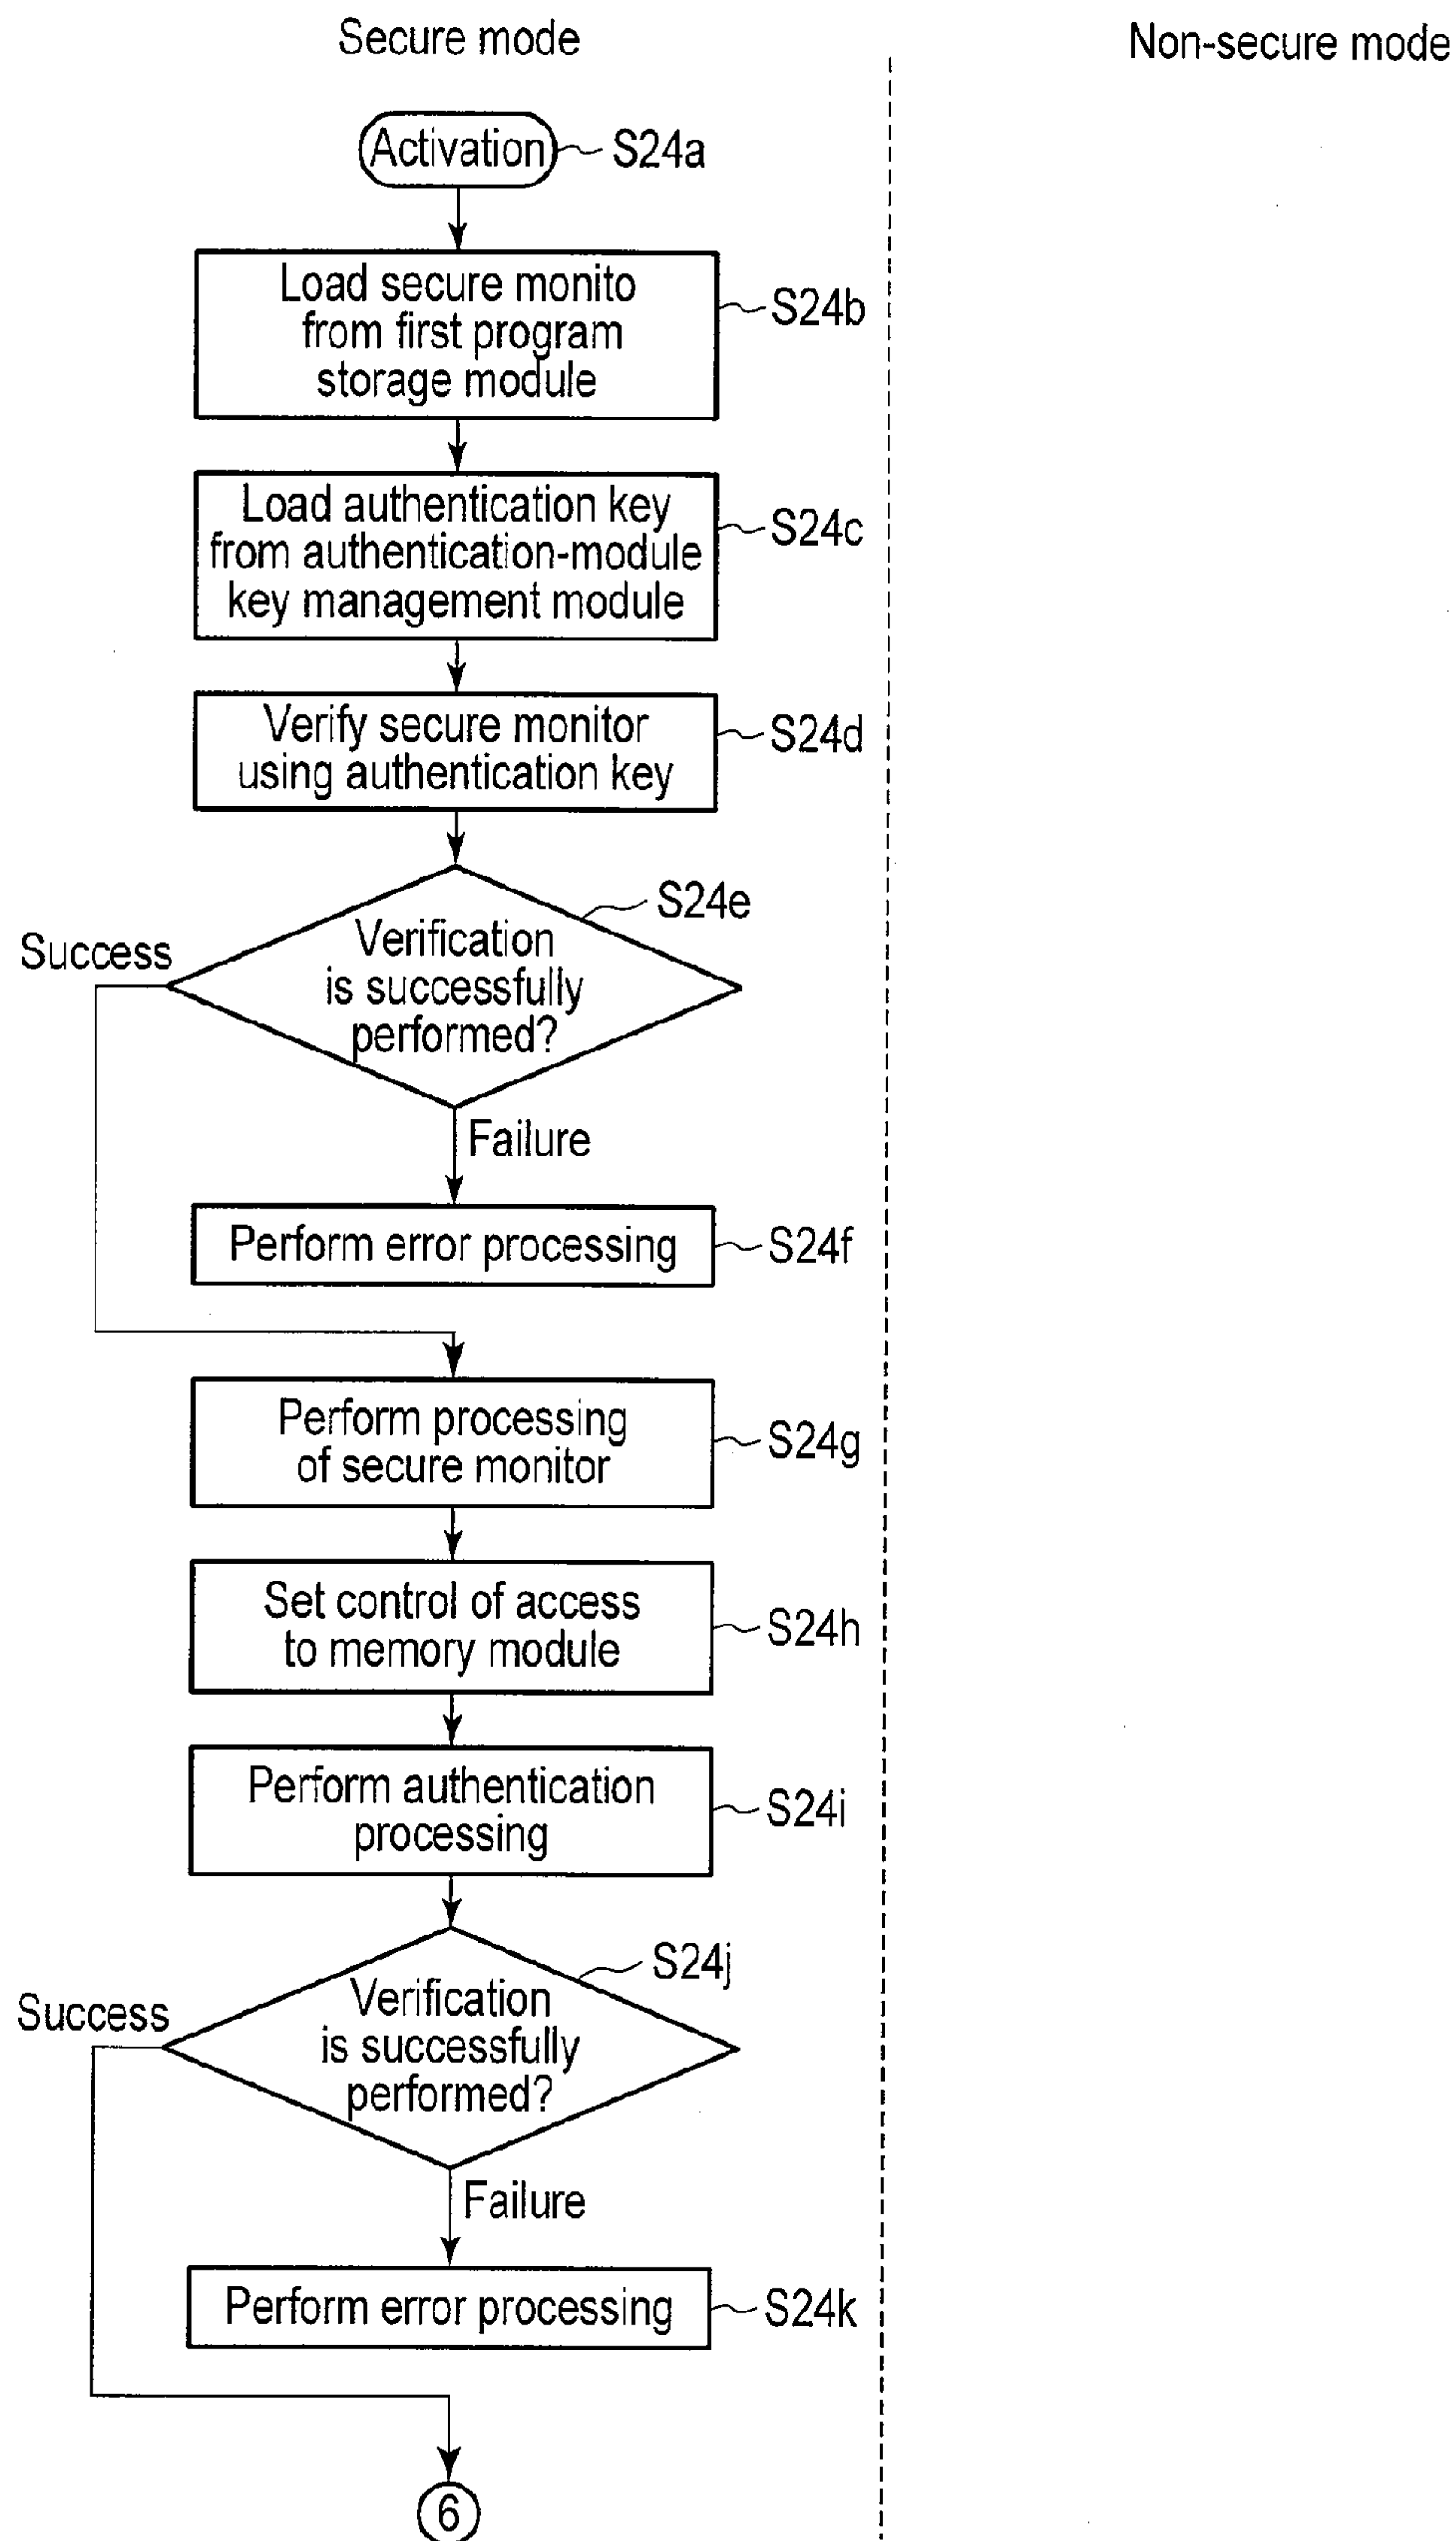 Secure mode
Non-secure mode
Activation
S24a
Load secure monito
from first program
storage module
S24b
Load authentication key
from authentication-module
key management module
S24c
Verify secure monitor
using authentication key
S24d
S24e
Success
Verification
is successfully
performed?
Failure
Perform error processing
S24f
Perform processing
of secure monitor
S24g
Set control of access
to memory module
S24h
Perform authentication
processing
S24i
S24j
Success
Verification
is successfully
performed?
Failure
Perform error processing
S24k
6